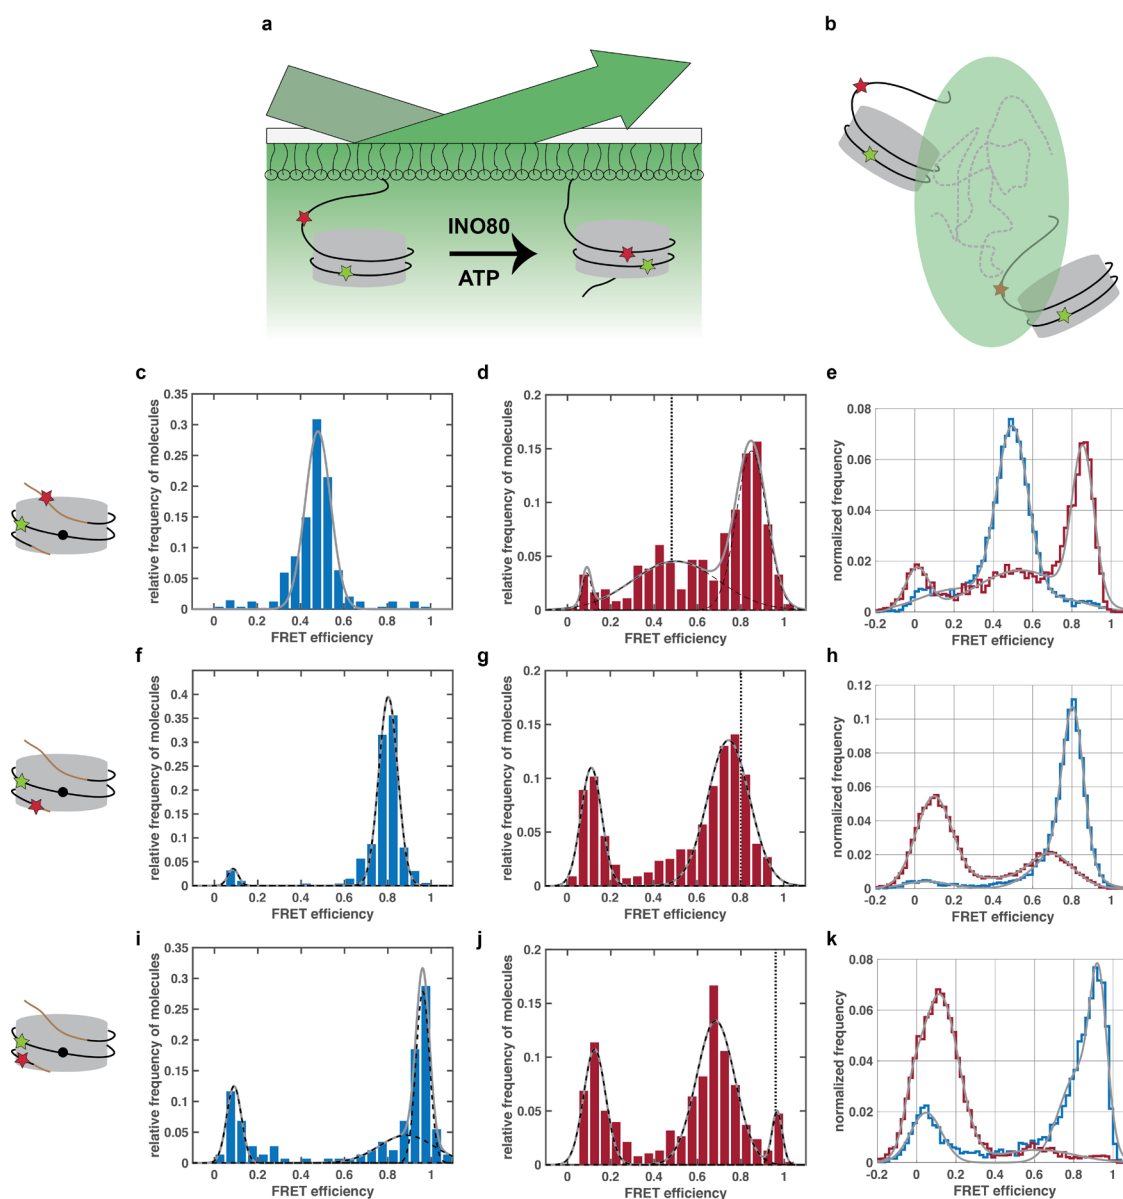 a
b
INO80
ATP
c
d
e
relative frequency of molecules
0.35
0.3
0.25
0.2
0.15
0.1
0.05
0
0 0.2 0.4 0.6 0.8 1
FRET efficiency
relative frequency of molecules
0.2
0.15
0.1
0.05
0
0 0.2 0.4 0.6 0.8 1
FRET efficiency
normalized frequency
0.08
0.06
0.04
0.02
0
-0.2 0 0.2 0.4 0.6 0.8 1
FRET efficiency
f
g
h
relative frequency of molecules
0.4
0.35
0.3
0.25
0.2
0.15
0.1
0.05
0
0 0.2 0.4 0.6 0.8 1
FRET efficiency
relative frequency of molecules
0.2
0.15
0.1
0.05
0
0 0.2 0.4 0.6 0.8 1
FRET efficiency
normalized frequency
0.12
0.1
0.08
0.06
0.04
0.02
0
-0.2 0 0.2 0.4 0.6 0.8 1
FRET efficiency
i
j
k
relative frequency of molecules
0.35
0.3
0.25
0.2
0.15
0.1
0.05
0
0 0.2 0.4 0.6 0.8 1
FRET efficiency
relative frequency of molecules
0.2
0.15
0.1
0.05
0
0 0.2 0.4 0.6 0.8 1
FRET efficiency
normalized frequency
0.08
0.06
0.04
0.02
0
-0.2 0 0.2 0.4 0.6 0.8 1
FRET efficiency